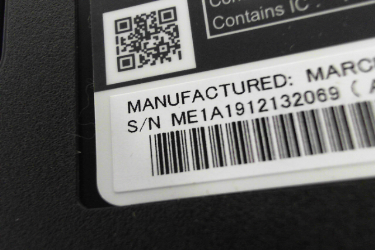 Contains IC :
MANUFACTURED: MARC
S/N ME1A1912132069 ( A